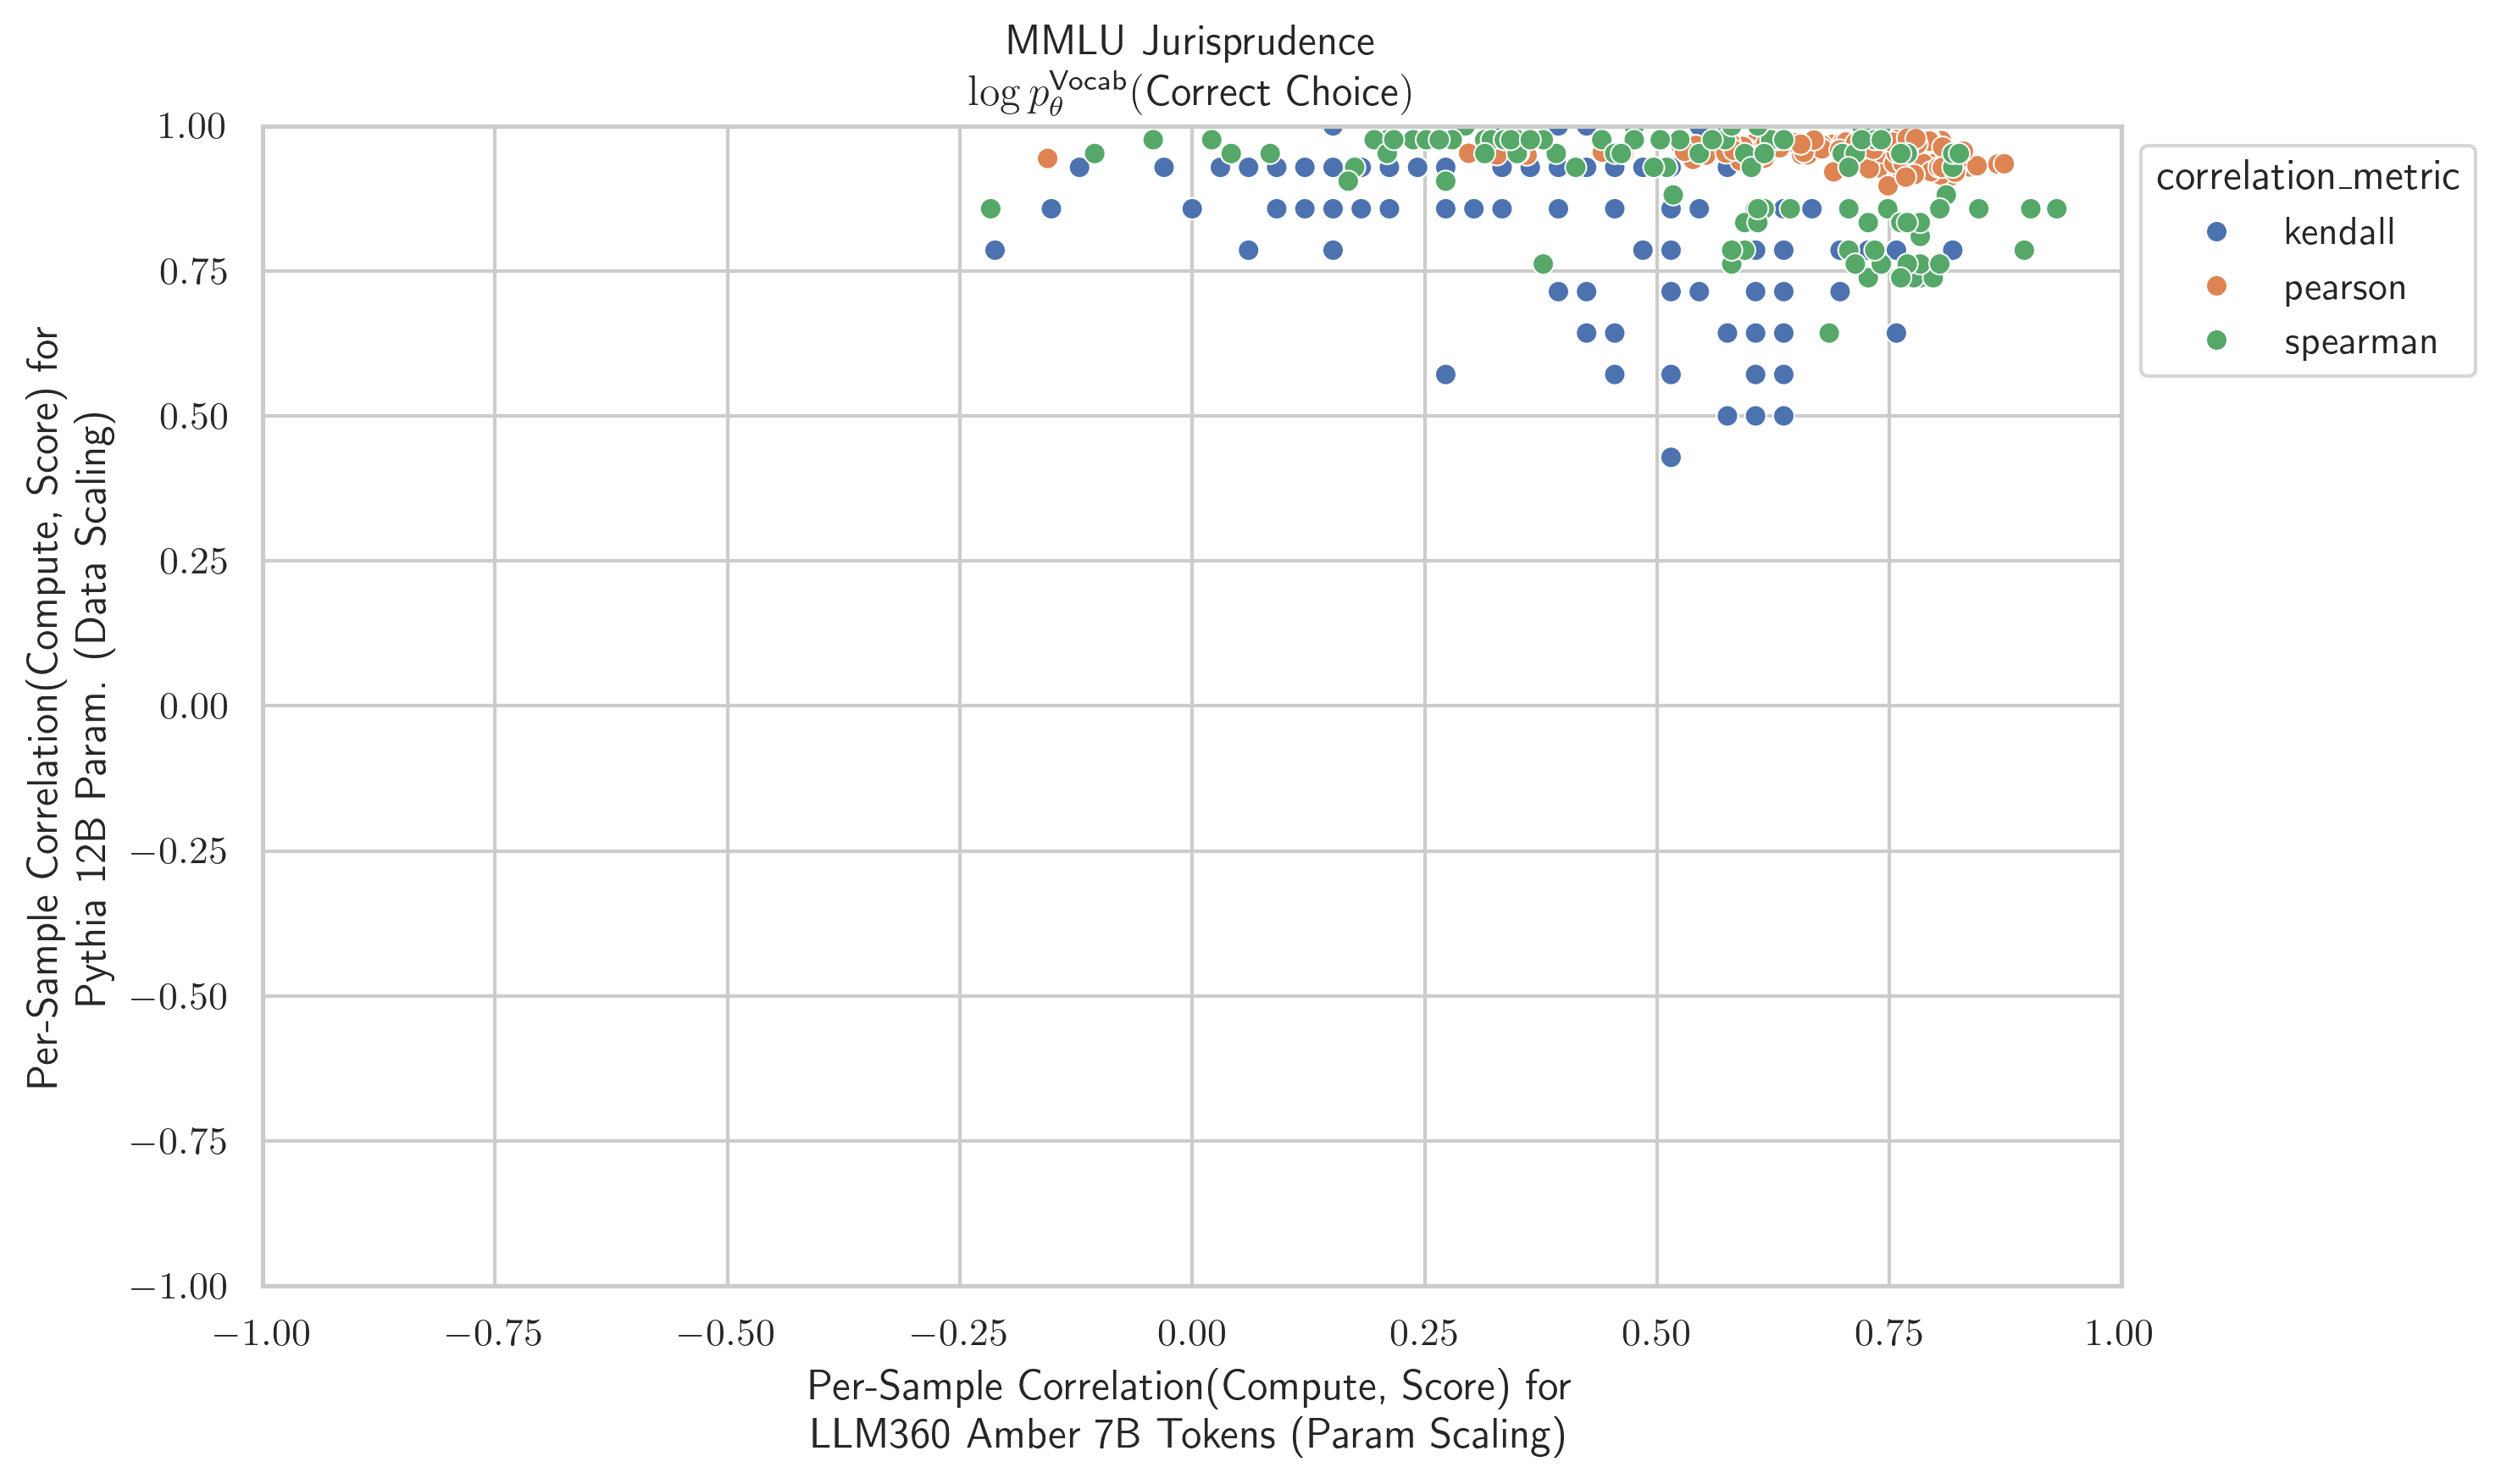 MMLU Jurisprudence
log p_θ^Vocab(Correct Choice)
1.00
0.75
0.50
0.25
0.00
−0.25
−0.50
−0.75
−1.00
Per-Sample Correlation(Compute, Score) for
Pythia 12B Param. (Data Scaling)
−1.00
−0.75
−0.50
−0.25
0.00
0.25
0.50
0.75
1.00
Per-Sample Correlation(Compute, Score) for
LLM360 Amber 7B Tokens (Param Scaling)
correlation_metric
kendall
pearson
spearman